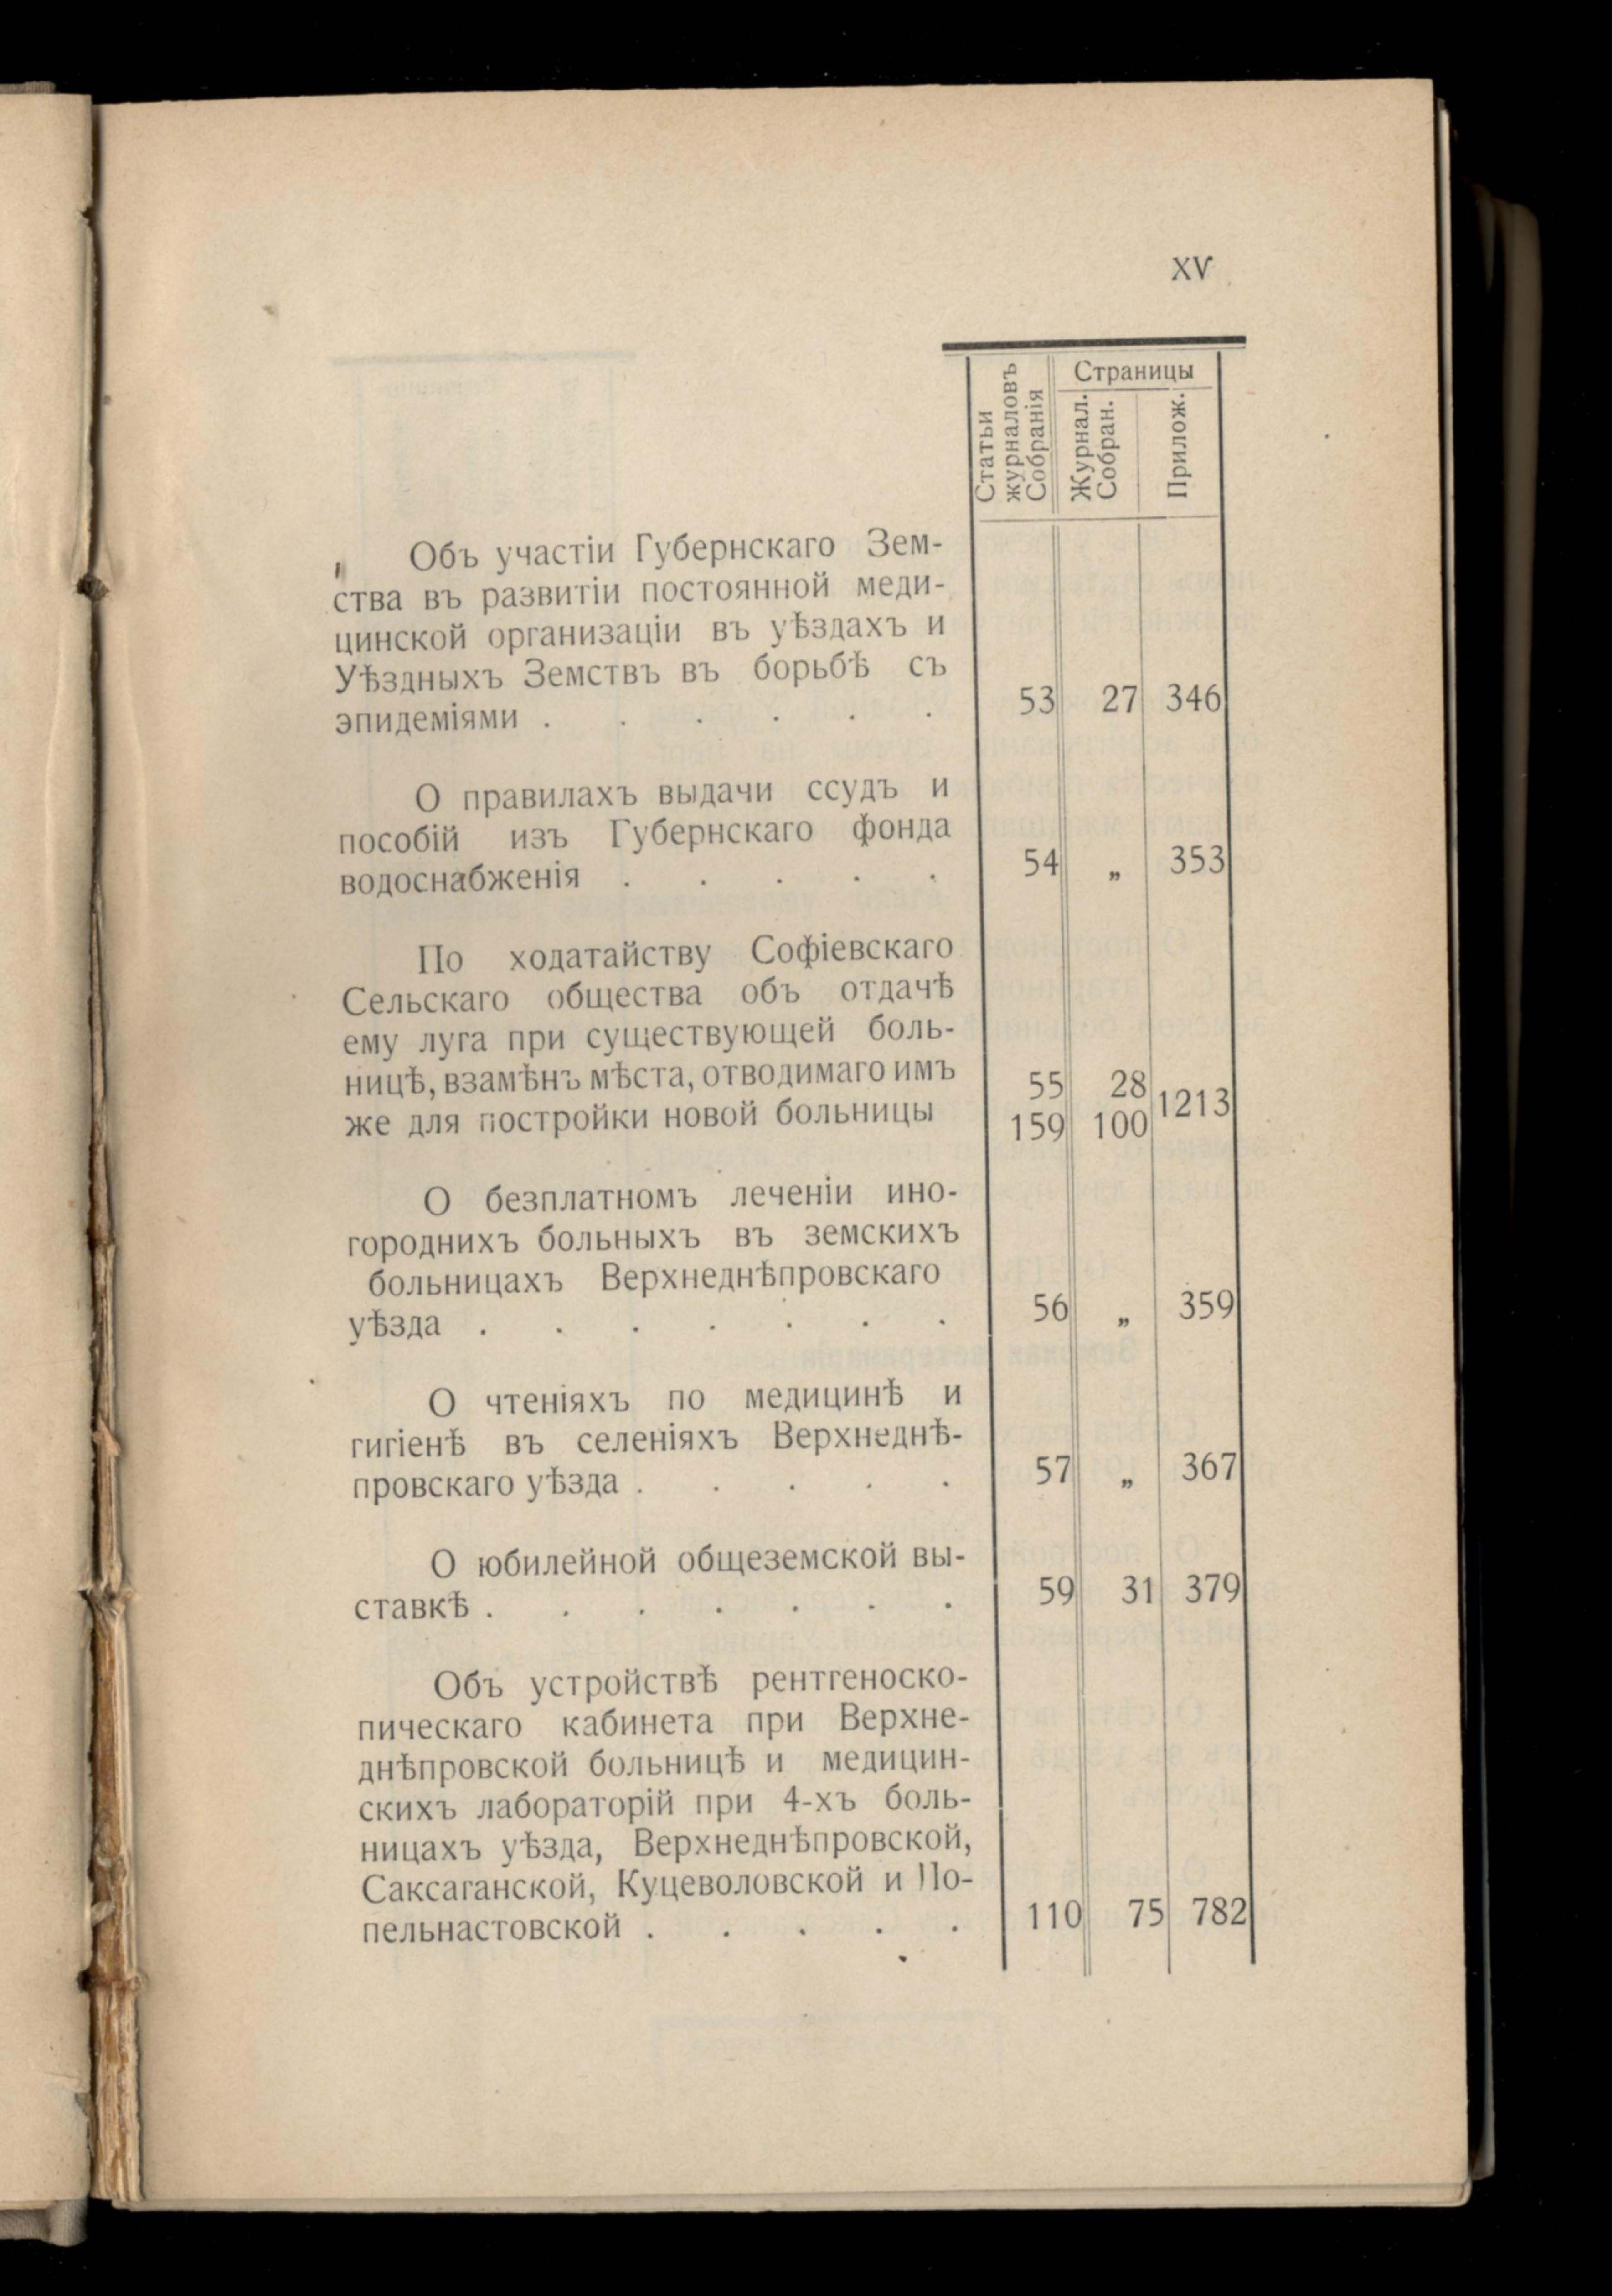 XV
Страницы
Статьи
журналовъ
Собранія
Журнал.
Собран.
Прилож.
Объ участіи Губернскаго Зем-
ства въ развитіи постоянной меди-
цинской организаціи въ уѣздахъ и
Уѣздныхъ Земствъ въ борьбѣ съ
эпидеміями . . . . . . 53 27 346
О правилахъ выдачи ссудъ и
пособій изъ Губернскаго фонда
водоснабженія . . . . . 54 „ 353
По ходатайству Софіевскаго
Сельскаго общества объ отдачѣ
ему луга при существующей боль-
ницѣ, взамѣнъ мѣста, отводимаго имъ 55 28
же для постройки новой больницы 159 100 1213
О безплатномъ леченіи ино-
городнихъ больныхъ въ земскихъ
больницахъ Верхнеднѣпровскаго
уѣзда . . . . . . . 56 „ 359
О чтеніяхъ по медицинѣ и
гигіенѣ въ селеніяхъ Верхнеднѣ-
провскаго уѣзда . . . . . 57 „ 367
О юбилейной общеземской вы-
ставкѣ . . . . . . . 59 31 379
Объ устройствѣ рентгеноско-
пическаго кабинета при Верхне-
днѣпровской больницѣ и медицин-
скихъ лабораторій при 4-хъ боль-
ницахъ уѣзда, Верхнеднѣпровской,
Саксаганской, Куцеволовской и По-
пельнастовской . . . . . 110 75 782